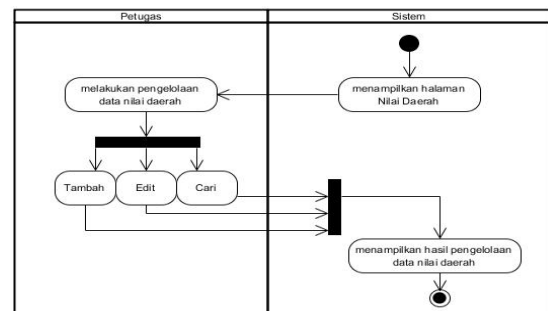 Petugas
Sistem
melakukan pengelolaan
data nilai daerah
menampilkan halaman
Nilai Daerah
Tambah
Edit
Cari
menampilkan hasil pengelolaan
data nilai daerah